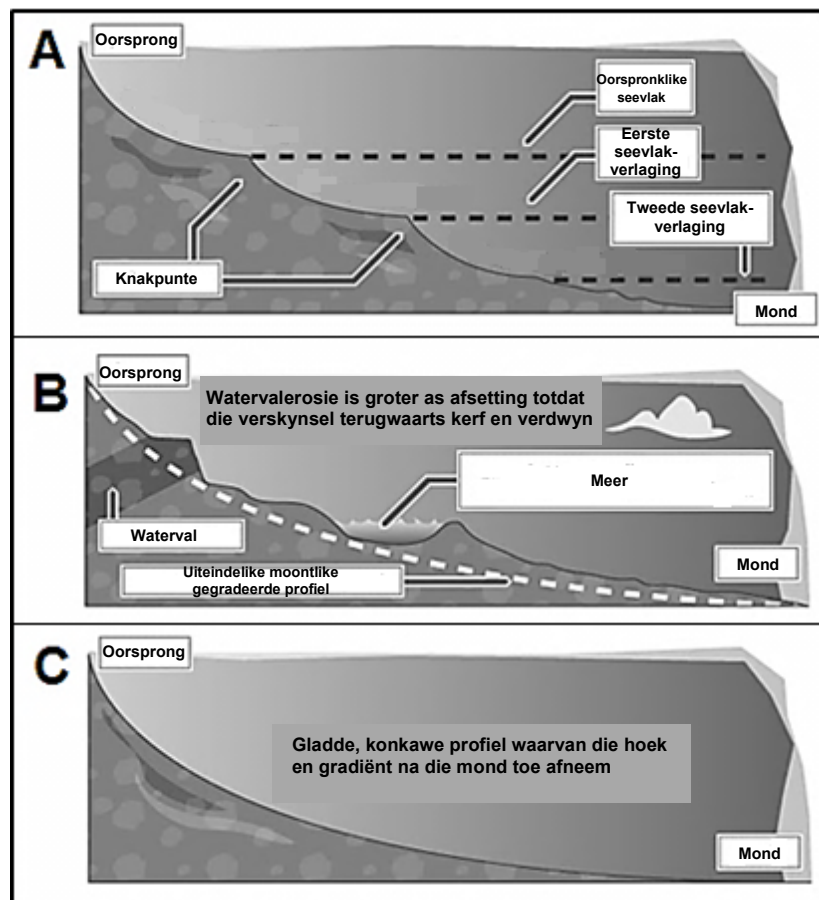 A
Oorsprong
Oorspronklike
seevlak
Eerste
seevlak-
verlaging
Tweede seevlak-
verlaging
Knakpunte
Mond
B
Oorsprong
Watervalerosie is groter as afsetting totdat
die verskynsel terugwaarts kerf en verdwyn
Meer
Waterval
Mond
Uiteindelike moontlike
gegradeerde profiel
C
Oorsprong
Gladde, konkawe profiel waarvan die hoek
en gradiënt na die mond toe afneem
Mond